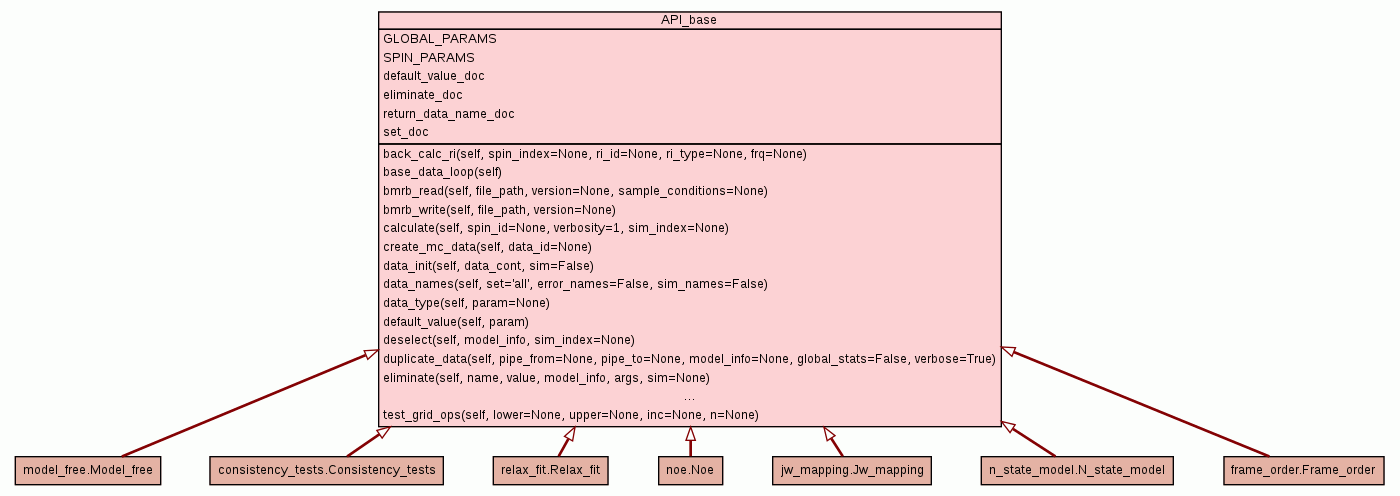 API_base
GLOBAL_PARAMS
SPIN_PARAMS
default_value_doc
eliminate_doc
return_data_name_doc
set_doc
back_calc_ri(self, spin_index=None, ri_id=None, ri_type=None, frq=None)
base_data_loop(self)
bmrb_read(self, file_path, version=None, sample_conditions=None)
bmrb_write(self, file_path, version=None)
calculate(self, spin_id=None, verbosity=1, sim_index=None)
create_mc_data(self, data_id=None)
data_init(self, data_cont, sim=False)
data_names(self, set='all', error_names=False, sim_names=False)
data_type(self, param=None)
default_value(self, param)
deselect(self, model_info, sim_index=None)
duplicate_data(self, pipe_from=None, pipe_to=None, model_info=None, global_stats=False, verbose=True)
eliminate(self, name, value, model_info, args, sim=None)
...
test_grid_ops(self, lower=None, upper=None, inc=None, n=None)
model_free.Model_free
consistency_tests.Consistency_tests
relax_fit.Relax_fit
noe.Noe
jw_mapping.Jw_mapping
n_state_model.N_state_model
frame_order.Frame_order